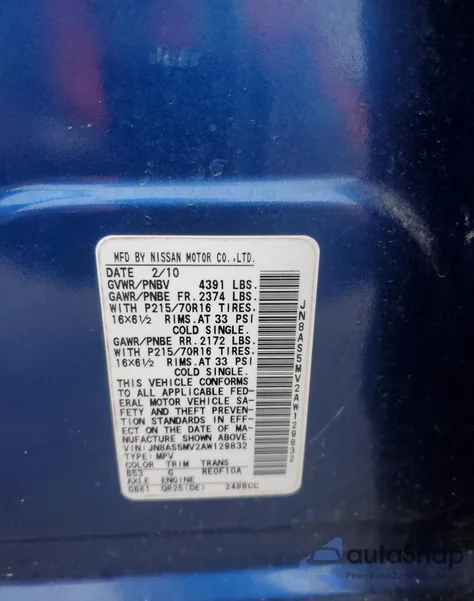 MFD BY NISSAN MOTOR CO.,LTD.
DATE 2/10
GVWR/PNBV 4391 LBS.
GAWR/PNBE FR. 2374 LBS.
WITH P215/70R16 TIRES,
16×6½ RIMS.AT 33 PSI
COLD SINGLE.
GAWR/PNBE RR. 2172 LBS.
WITH P215/70R16 TIRES,
16×6½ RIMS.AT 33 PSI
COLD SINGLE.
THIS VEHICLE CONFORMS
TO ALL APPLICABLE FED-
ERAL MOTOR VEHICLE SA-
FETY AND THEFT PREVEN-
TION STANDARDS IN EFF-
ECT ON THE DATE OF MA-
NUFACTURE SHOWN ABOVE.
VIN: JN8AS5MV2AW129832
TYPE: MPV
COLOR TRIM TRANS
B53 G RE0F10A
AXLE ENGINE
GB61 QR25(DE) 2488CC
JN8AS5MV2AW129832
autoSnap